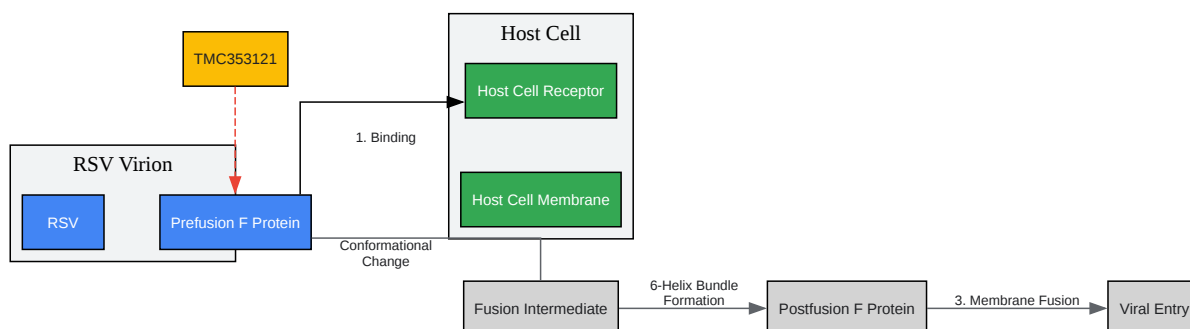 Host Cell
TMC353121
Host Cell Receptor
1. Binding
RSV Virion
Host Cell Membrane
RSV
Prefusion F Protein
Conformational
Change
6-Helix Bundle
Formation
3. Membrane Fusion
Fusion Intermediate
Postfusion F Protein
Viral Entry